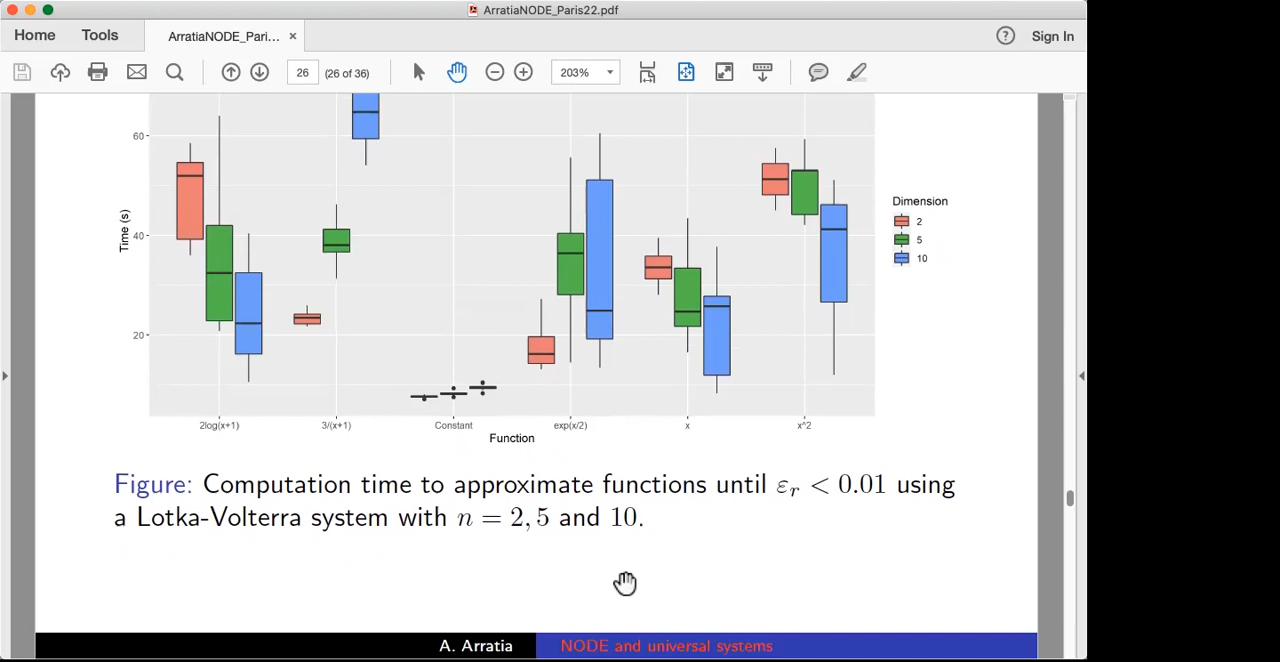 ArratiaNODE_Paris22.pdf
Home Tools ArratiaNODE_Pari... × ? Sign In
26 (26 of 36) 203%
60
40
20
Time (s)
2log(x+1) 3/(x+1) Constant exp(x/2) x x^2
Function
Dimension
2
5
10
Figure: Computation time to approximate functions until εr < 0.01 using
a Lotka-Volterra system with n = 2, 5 and 10.
A. Arratia NODE and universal systems